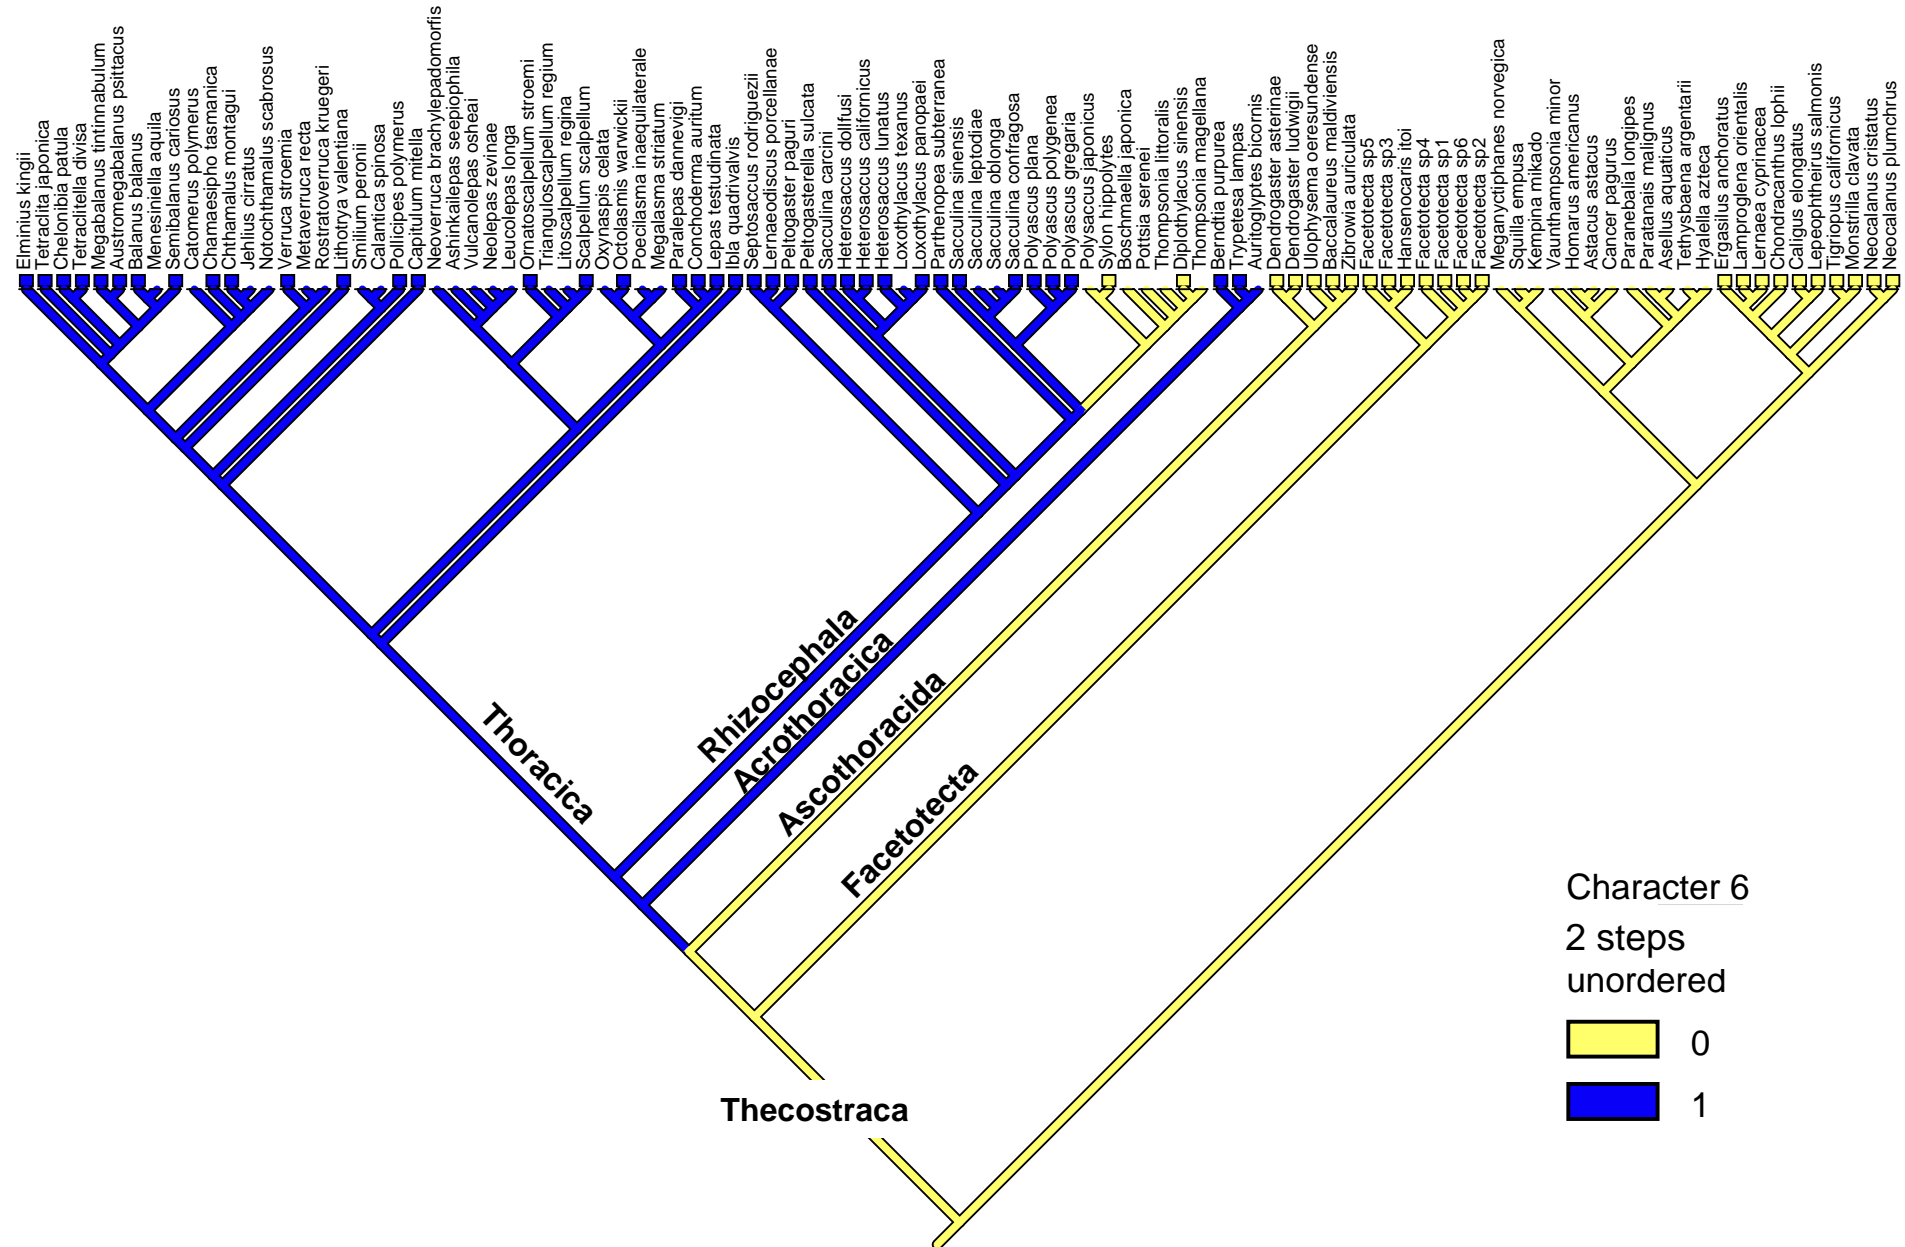 Elminius kingii
Tetraclita japonica
Chelonibia patula
Tetraclitella divisa
Megabalanus tintinnabulum
Austromegabalanus psittacus
Balanus balanus
Menesiniella aquila
Semibalanus cariosus
Catomerus polymerus
Chamaesipho tasmanica
Chthamalus montagui
Jehlius cirratus
Notochthamalus scabrosus
Verruca stroemia
Metaverruca recta
Rostratoverruca kruegeri
Lithotrya valentiana
Smilium peronii
Calantica spinosa
Pollicipes polymerus
Capitulum mitella
Neoverruca brachylepadomorfis
Ashinkailepas seepiophila
Vulcanolepas osheai
Neolepas zevinae
Leucolepas longa
Ornatoscalpellum stroemi
Trianguloscalpellum regium
Litoscalpellum regina
Scalpellum scalpellum
Oxynaspis celata
Octolasmis warwickii
Poecilasma inaequilaterale
Megalasma striatum
Paralepas dannevigi
Conchoderma auritum
Lepas testudinata
Ibla quadrivalvis
Septosaccus rodriguezii
Lernaeodiscus porcellanae
Peltogaster paguri
Peltogasterella sulcata
Sacculina carcini
Heterosaccus dollfusi
Heterosaccus californicus
Heterosaccus lunatus
Loxothylacus texanus
Loxothylacus panopaei
Parthenopea subterranea
Sacculina sinensis
Sacculina leptodiae
Sacculina oblonga
Sacculina confragosa
Polyascus plana
Polyascus polygenea
Polyascus gregaria
Polysaccus japonicus
Sylon hippolytes
Boschmaella japonica
Pottsia serenei
Thompsonia littoralis
Diplothylacus sinensis
Thompsonia magellana
Berndtia purpurea
Trypetesa lampas
Auritoglyptes bicornis
Dendrogaster asterinae
Dendrogaster ludwigii
Ulophysema oeresundense
Baccalaureus maldiviensis
Zibrowia auriculata
Facetotecta sp5
Facetotecta sp3
Hansenocaris itoi
Facetotecta sp4
Facetotecta sp1
Facetotecta sp6
Facetotecta sp2
Meganyctiphanes norvegica
Squilla empusa
Kempina mikado
Vaunthampsonia minor
Homarus americanus
Astacus astacus
Cancer pagurus
Paranebalia longipes
Paratanais malignus
Asellus aquaticus
Tethysbaena argentarii
Hyalella azteca
Ergasilus anchoratus
Lamproglena orientalis
Lernaea cyprinacea
Chondracanthus lophii
Caligus elongatus
Lepeophtheirus salmonis
Tigriopus californicus
Monstrilla clavata
Neocalanus cristatus
Neocalanus plumchrus
Thoracica
Rhizocephala
Acrothoracica
Ascothoracida
Facetotecta
Thecostraca
Character 6
2 steps
unordered
0
1